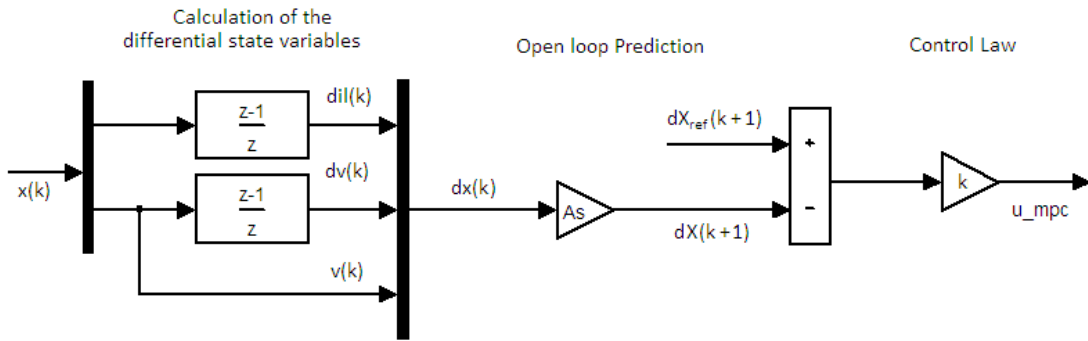 Calculation of the
differential state variables
Open loop Prediction
Control Law
x(k)
z-1
z
dil(k)
z-1
z
dv(k)
v(k)
dx(k)
As
dX_ref(k+1)
dX(k+1)
+
−
k
u_mpc